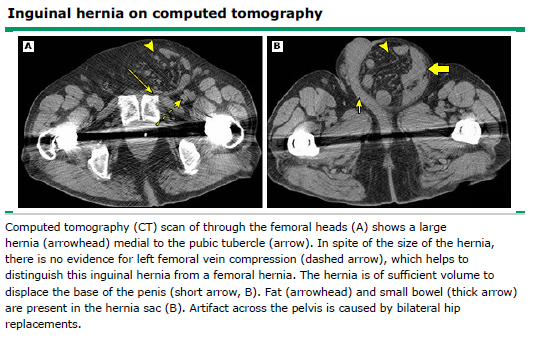 Inguinal hernia on computed tomography
A
B
Computed tomography (CT) scan of through the femoral heads (A) shows a large
hernia (arrowhead) medial to the pubic tubercle (arrow). In spite of the size of the hernia,
there is no evidence for left femoral vein compression (dashed arrow), which helps to
distinguish this inguinal hernia from a femoral hernia. The hernia is of sufficient volume to
displace the base of the penis (short arrow, B). Fat (arrowhead) and small bowel (thick arrow)
are present in the hernia sac (B). Artifact across the pelvis is caused by bilateral hip
replacements.